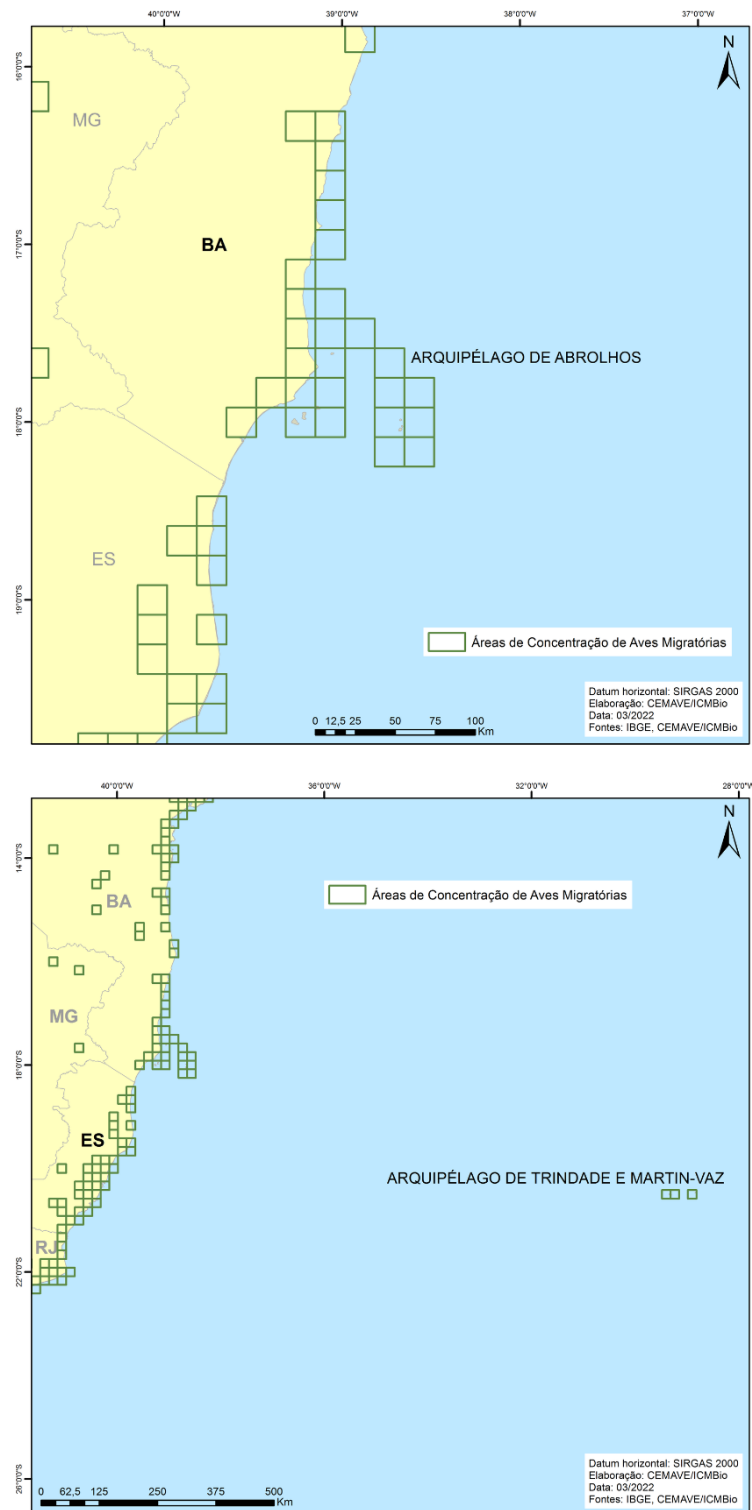 40°0'0"W 39°0'0"W 38°0'0"W 37°0'0"W
N
16°0'0"S
MG
BA
17°0'0"S
ARQUIPÉLAGO DE ABROLHOS
18°0'0"S
ES
19°0'0"S
Áreas de Concentração de Aves Migratórias
Datum horizontal: SIRGAS 2000
Elaboração: CEMAVE/ICMBio
Data: 03/2022
Fontes: IBGE, CEMAVE/ICMBio
0 12,5 25 50 75 100
Km
40°0'0"W 36°0'0"W 32°0'0"W 28°0'0"W
N
14°0'0"S
Áreas de Concentração de Aves Migratórias
BA
MG
18°0'0"S
ES
ARQUIPÉLAGO DE TRINDADE E MARTIN-VAZ
RJ
22°0'0"S
26°0'0"S
Datum horizontal: SIRGAS 2000
Elaboração: CEMAVE/ICMBio
Data: 03/2022
Fontes: IBGE, CEMAVE/ICMBio
0 62,5 125 250 375 500
Km